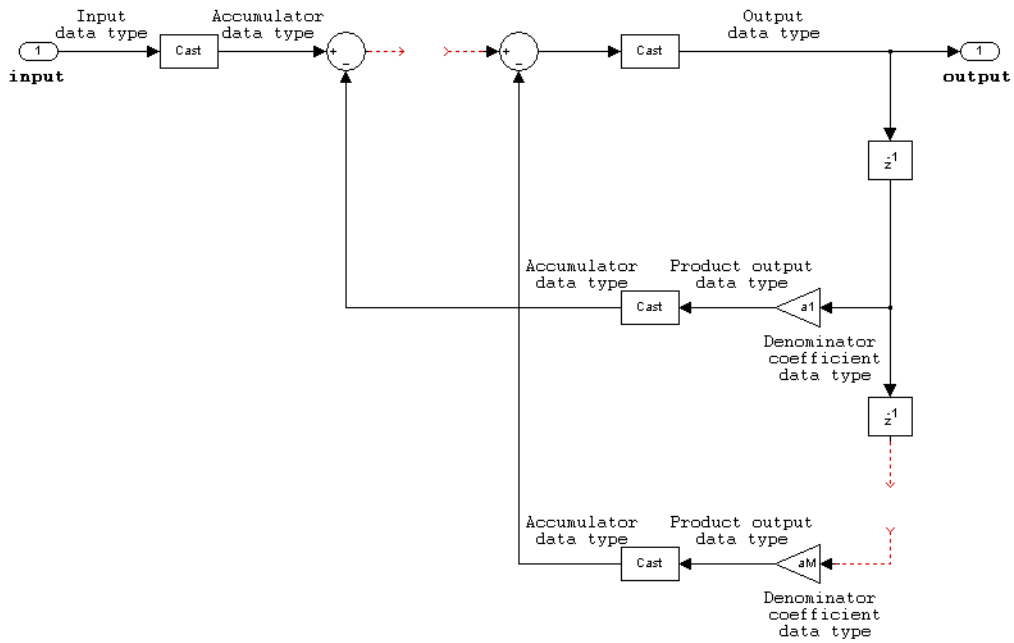 Input
data type
Accumulator
data type
Output
data type
1
Cast
+
−
+
−
Cast
1
input
output
z-1
Accumulator
data type
Product output
data type
Cast
a1
Denominator
coefficient
data type
z-1
Accumulator
data type
Product output
data type
Cast
aM
Denominator
coefficient
data type